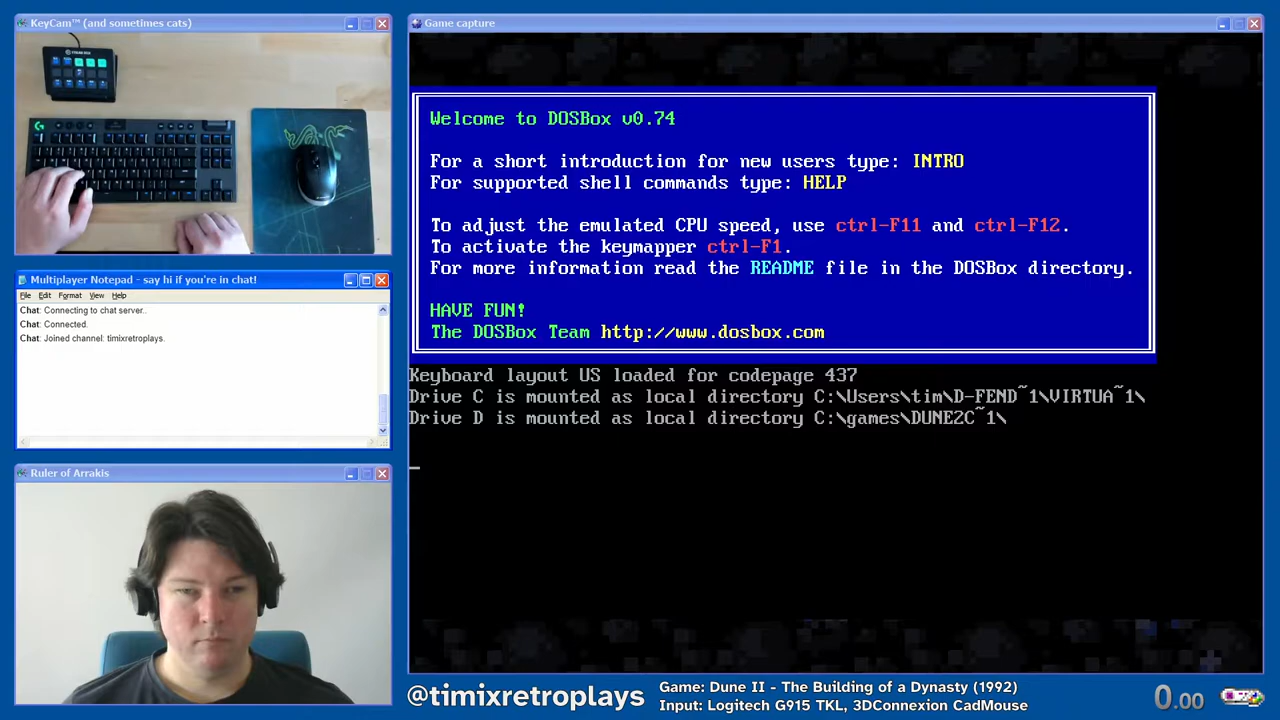 KeyCam™ (and sometimes cats)
Multiplayer Notepad - say hi if you're in chat!
File Edit Format View Help
Chat: Connecting to chat server..
Chat: Connected.
Chat: Joined channel: timixretroplays.
Ruler of Arrakis
Game capture
Welcome to DOSBox v0.74
For a short introduction for new users type: INTRO
For supported shell commands type: HELP
To adjust the emulated CPU speed, use ctrl-F11 and ctrl-F12.
To activate the keymapper ctrl-F1.
For more information read the README file in the DOSBox directory.
HAVE FUN!
The DOSBox Team http://www.dosbox.com
Keyboard layout US loaded for codepage 437
Drive C is mounted as local directory C:\Users\tim\D-FEND~1\VIRTUA~1\
Drive D is mounted as local directory C:\games\DUNE2C~1\
@timixretroplays
Game: Dune II - The Building of a Dynasty (1992)
Input: Logitech G915 TKL, 3DConnexion CadMouse
0.00